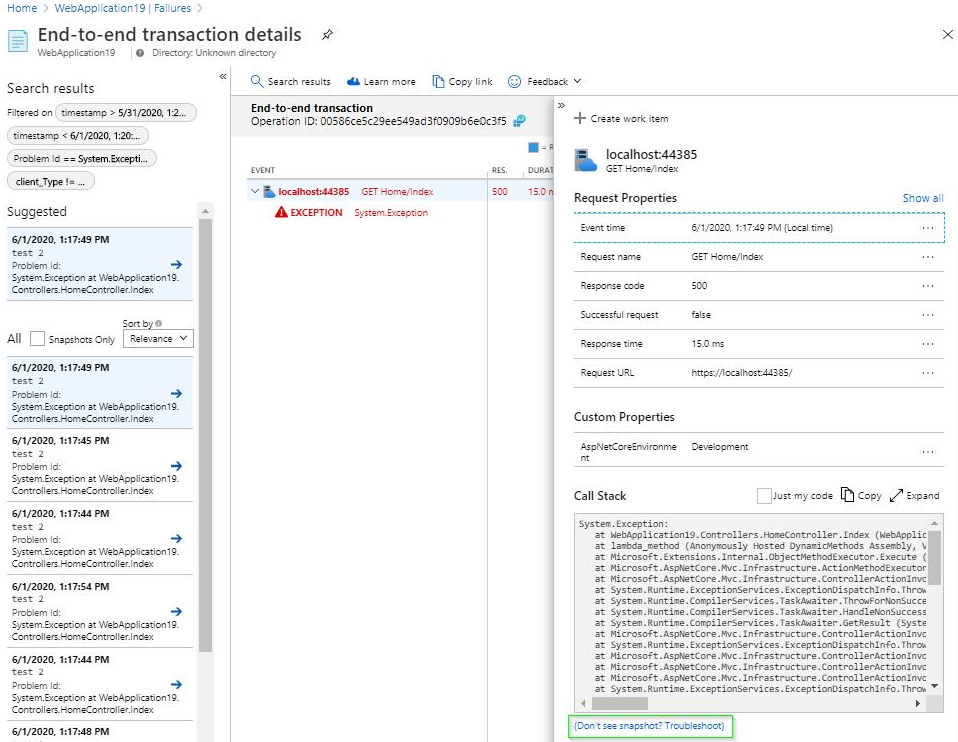 Home > WebApplication19 | Failures >
End-to-end transaction details
WebApplication19
Directory: Unknown directory
Search results
Filtered on
timestamp > 5/31/2020, 1:2...
timestamp < 6/1/2020, 1:20:...
Problem Id == System.Excepti...
client_Type != ...
Suggested
6/1/2020, 1:17:49 PM
test 2
Problem Id:
System.Exception at WebApplication19.
Controllers.HomeController.Index
All
Snapshots Only
Sort by
Relevance
6/1/2020, 1:17:49 PM
test 2
Problem Id:
System.Exception at WebApplication19.
Controllers.HomeController.Index
6/1/2020, 1:17:45 PM
test 2
Problem Id:
System.Exception at WebApplication19.
Controllers.HomeController.Index
6/1/2020, 1:17:44 PM
test 2
Problem Id:
System.Exception at WebApplication19.
Controllers.HomeController.Index
6/1/2020, 1:17:54 PM
test 2
Problem Id:
System.Exception at WebApplication19.
Controllers.HomeController.Index
6/1/2020, 1:17:44 PM
test 2
Problem Id:
System.Exception at WebApplication19.
Controllers.HomeController.Index
6/1/2020, 1:17:48 PM
Search results Learn more Copy link Feedback
End-to-end transaction
Operation ID: 00586ce5c29ee549ad3f0909b6e0c3f5
= R
EVENT RES. DURAT
localhost:44385 GET Home/Index 500 15.0 m
EXCEPTION System.Exception
Create work item
localhost:44385
GET Home/Index
Request Properties Show all
Event time 6/1/2020, 1:17:49 PM (Local time) ...
Request name GET Home/Index ...
Response code 500 ...
Successful request false ...
Response time 15.0 ms ...
Request URL https://localhost:44385/ ...
Custom Properties
AspNetCoreEnvironme
nt
Development ...
Call Stack Just my code Copy Expand
System.Exception:
at WebApplication19.Controllers.HomeController.Index (WebApplic
at lambda_method (Anonymously Hosted DynamicMethods Assembly, V
at Microsoft.Extensions.Internal.ObjectMethodExecutor.Execute (
at Microsoft.AspNetCore.Mvc.Infrastructure.ActionMethodExecutor
at Microsoft.AspNetCore.Mvc.Infrastructure.ControllerActionInvo
at System.Runtime.ExceptionServices.ExceptionDispatchInfo.Throw
at System.Runtime.CompilerServices.TaskAwaiter.ThrowForNonSucce
at System.Runtime.CompilerServices.TaskAwaiter.HandleNonSuccess
at System.Runtime.CompilerServices.TaskAwaiter.GetResult (Syste
at Microsoft.AspNetCore.Mvc.Infrastructure.ControllerActionInvo
at System.Runtime.ExceptionServices.ExceptionDispatchInfo.Throw
at Microsoft.AspNetCore.Mvc.Infrastructure.ControllerActionInvo
at Microsoft.AspNetCore.Mvc.Infrastructure.ControllerActionInvo
at Microsoft.AspNetCore.Mvc.Infrastructure.ControllerActionInvo
at System.Runtime.ExceptionServices.ExceptionDispatchInfo.Throw
(Don't see snapshot? Troubleshoot)